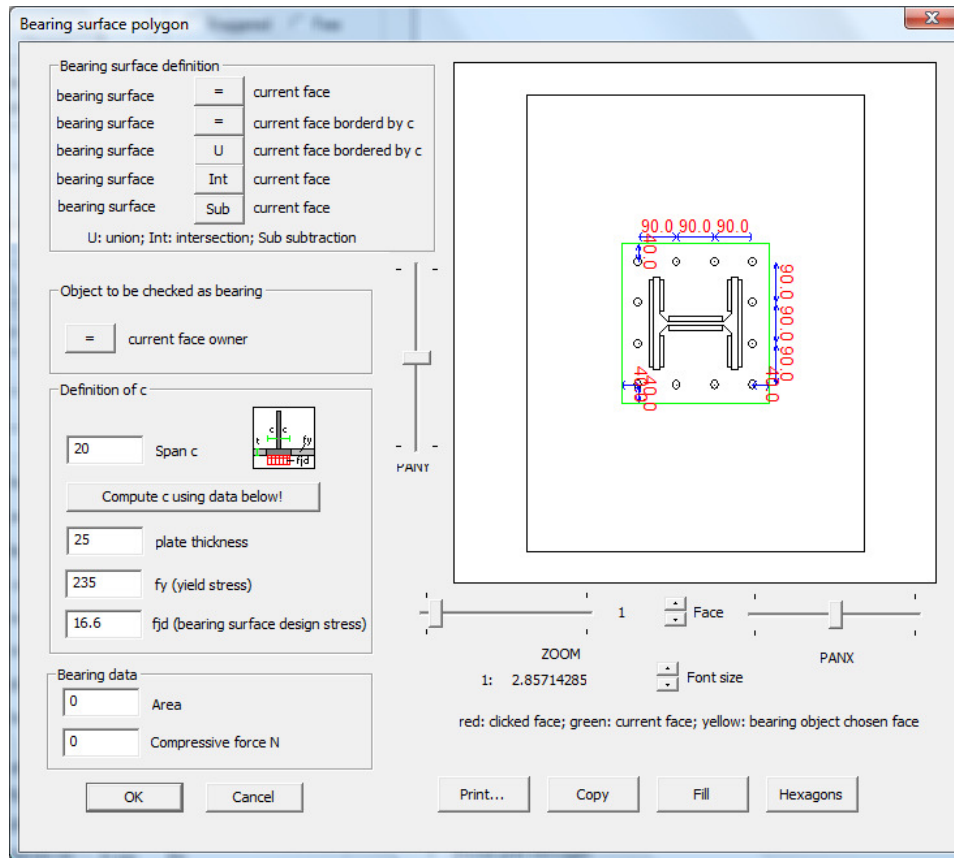 Bearing surface polygon
Free
Bearing surface definition
bearing surface = current face
bearing surface = current face borderd by c
bearing surface U current face bordered by c
bearing surface Int current face
bearing surface Sub current face
U: union; Int: intersection; Sub subtraction
Object to be checked as bearing
= current face owner
Definition of c
20 Span c
c c
t fy
fjd
Compute c using data below!
25 plate thickness
235 fy (yield stress)
16.6 fjd (bearing surface design stress)
Bearing data
0 Area
0 Compressive force N
OK Cancel
PANY
90.0 90.0 90.0
40.0
90.0
90.0
90.0
40.0
40.0
40.0
1 Face
ZOOM
PANX
1: 2.85714285 Font size
red: clicked face; green: current face; yellow: bearing object chosen face
Print... Copy Fill Hexagons